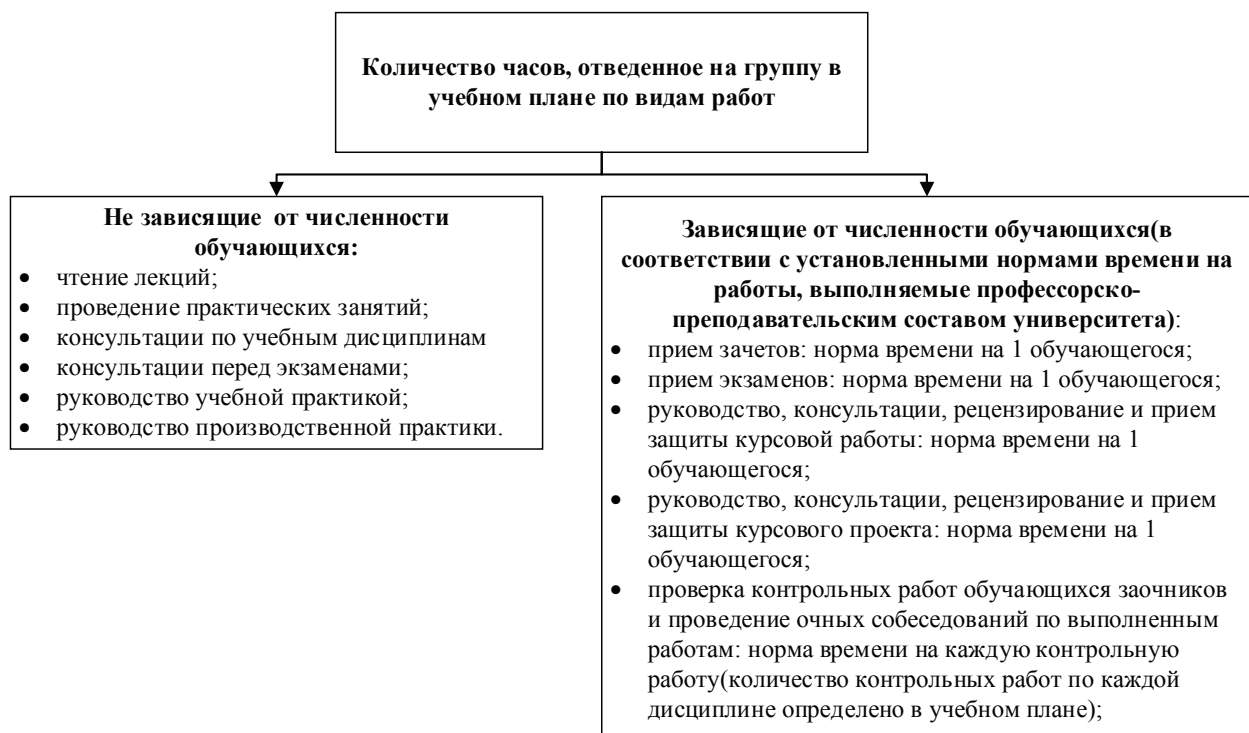 Количество часов, отведенное на группу в
учебном плане по видам работ
Не зависящие от численности
обучающихся:
• чтение лекций;
• проведение практических занятий;
• консультации по учебным дисциплинам
• консультации перед экзаменами;
• руководство учебной практикой;
• руководство производственной практики.
Зависящие от численности обучающихся(в
соответствии с установленными нормами времени на
работы, выполняемые профессорско-
преподавательским составом университета):
• прием зачетов: норма времени на 1 обучающегося;
• прием экзаменов: норма времени на 1 обучающегося;
• руководство, консультации, рецензирование и прием
защиты курсовой работы: норма времени на 1
обучающегося;
• руководство, консультации, рецензирование и прием
защиты курсового проекта: норма времени на 1
обучающегося;
• проверка контрольных работ обучающихся заочников
и проведение очных собеседований по выполненным
работам: норма времени на каждую контрольную
работу(количество контрольных работ по каждой
дисциплине определено в учебном плане);